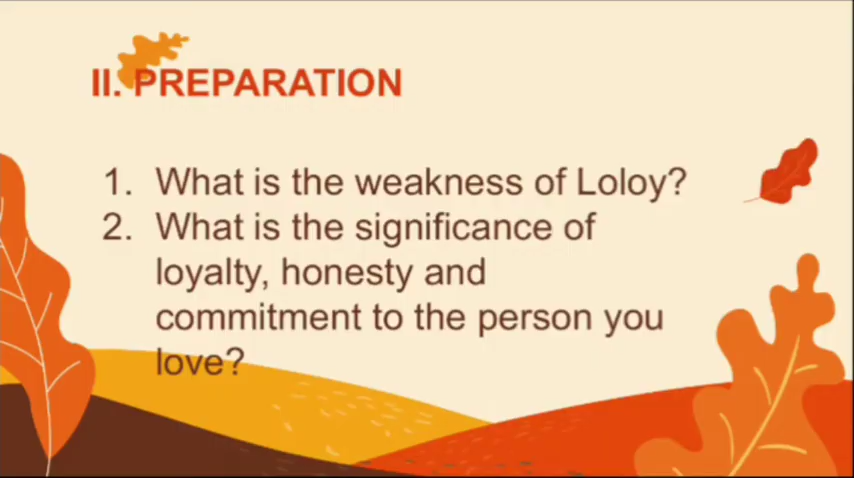 II. PREPARATION
1. What is the weakness of Loloy?
2. What is the significance of
loyalty, honesty and
commitment to the person you
love?